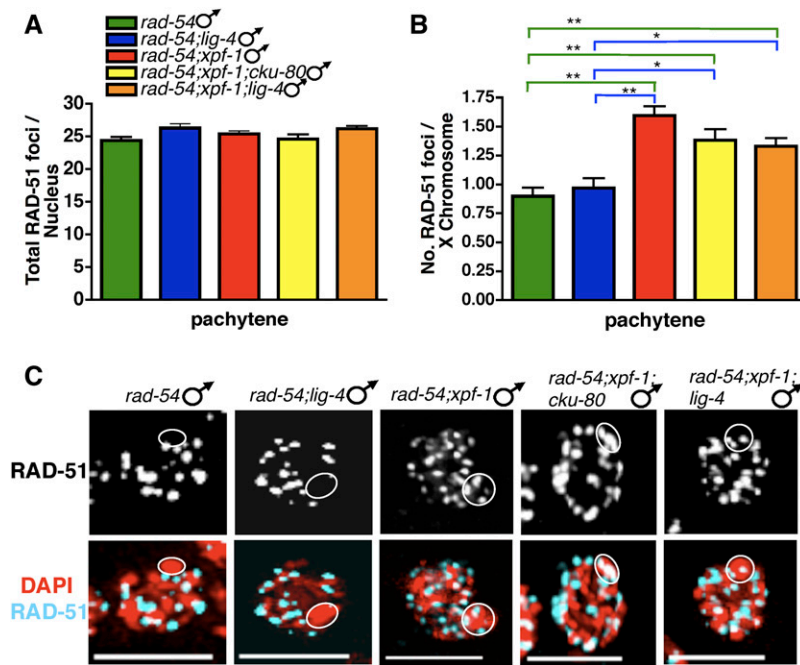 A
rad-54♂
rad-54;lig-4♂
rad-54;xpf-1♂
rad-54;xpf-1;cku-80♂
rad-54;xpf-1;lig-4♂
Total RAD-51 foci /
Nucleus
30
25
20
15
10
5
0
pachytene
B
**
*
**
*
**
**
No. RAD-51 foci /
X Chromosome
1.75
1.50
1.25
1.00
0.75
0.50
0.25
0.00
pachytene
C
rad-54♂
rad-54;lig-4♂
rad-54;xpf-1♂
rad-54;xpf-1;
cku-80♂
rad-54;xpf-1;
lig-4♂
RAD-51
DAPI
RAD-51